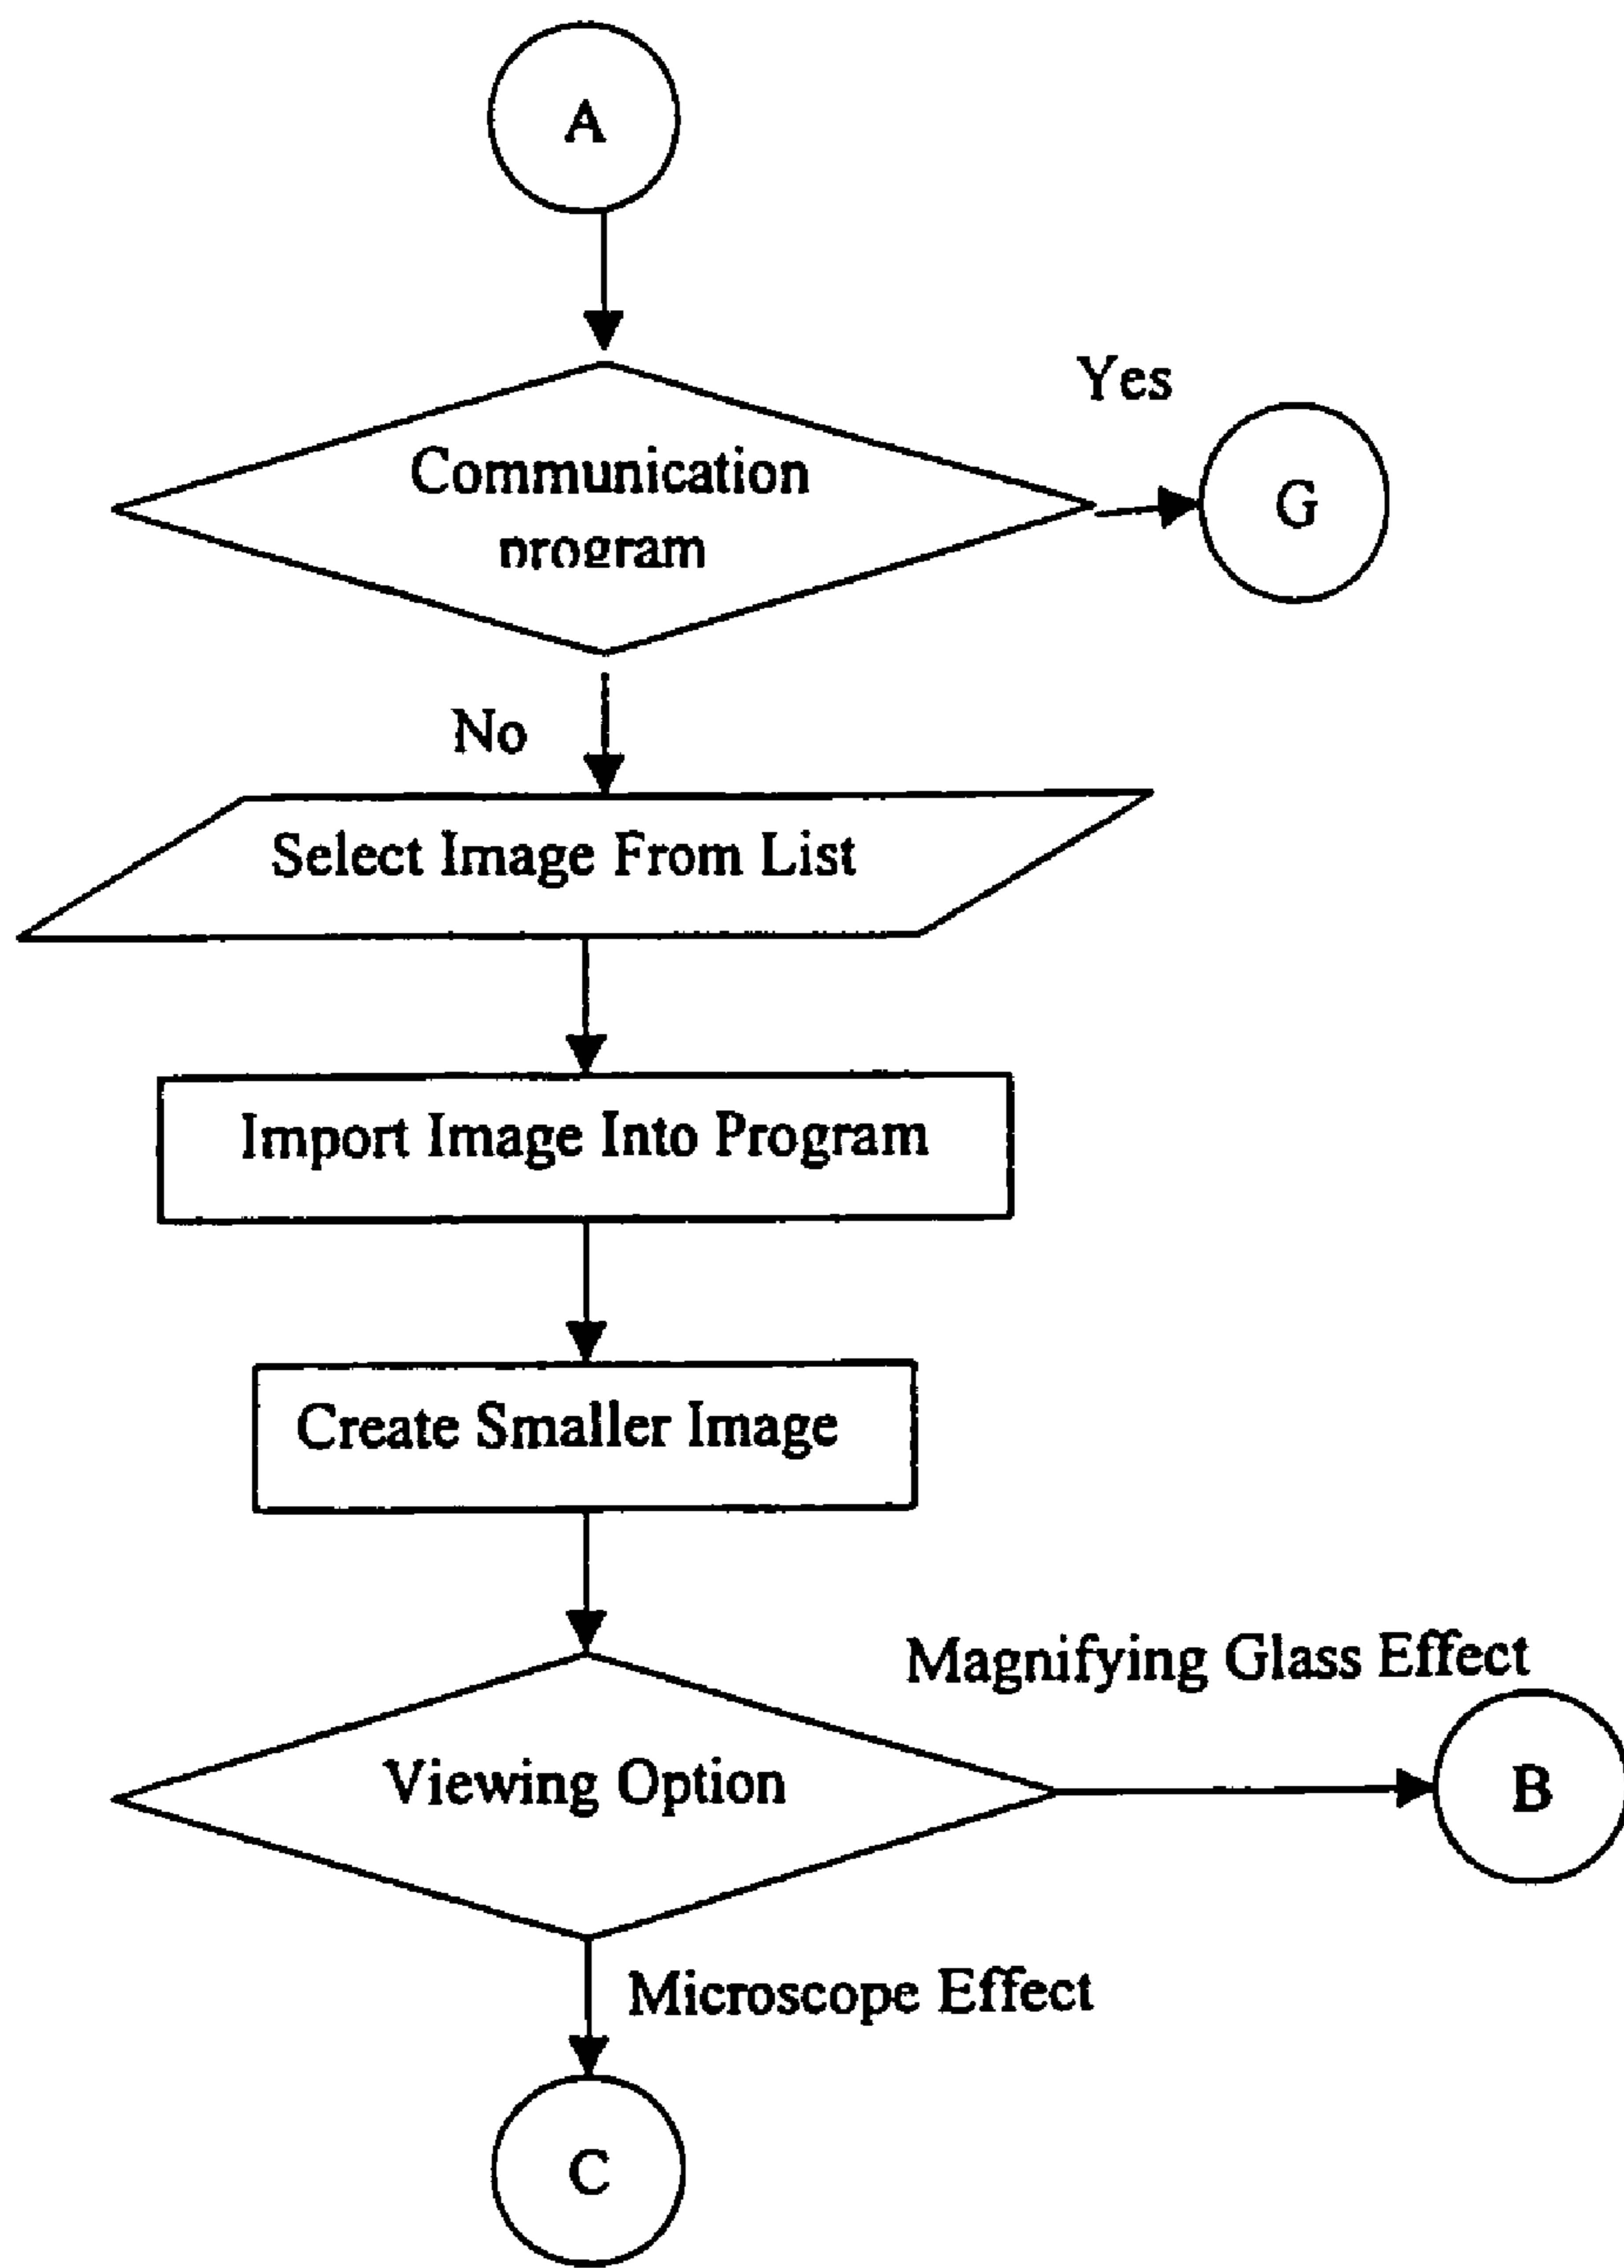 A
Yes
Communication
program
G
No
Select Image From List
Import Image Into Program
Create Smaller Image
Magnifying Glass Effect
Viewing Option
B
Microscope Effect
C